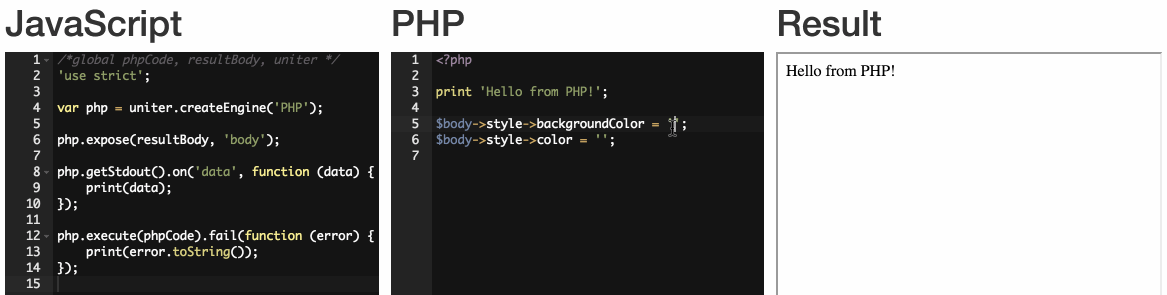 JavaScript
1 /*global phpCode, resultBody, uniter */
2 'use strict';
3
4 var php = uniter.createEngine('PHP');
5
6 php.expose(resultBody, 'body');
7
8 php.getStdout().on('data', function (data) {
9     print(data);
10 });
11
12 php.execute(phpCode).fail(function (error) {
13     print(error.toString());
14 });
15
PHP
1 <?php
2
3 print 'Hello from PHP!';
4
5 $body->style->backgroundColor = '';
6 $body->style->color = '';
7
Result
Hello from PHP!